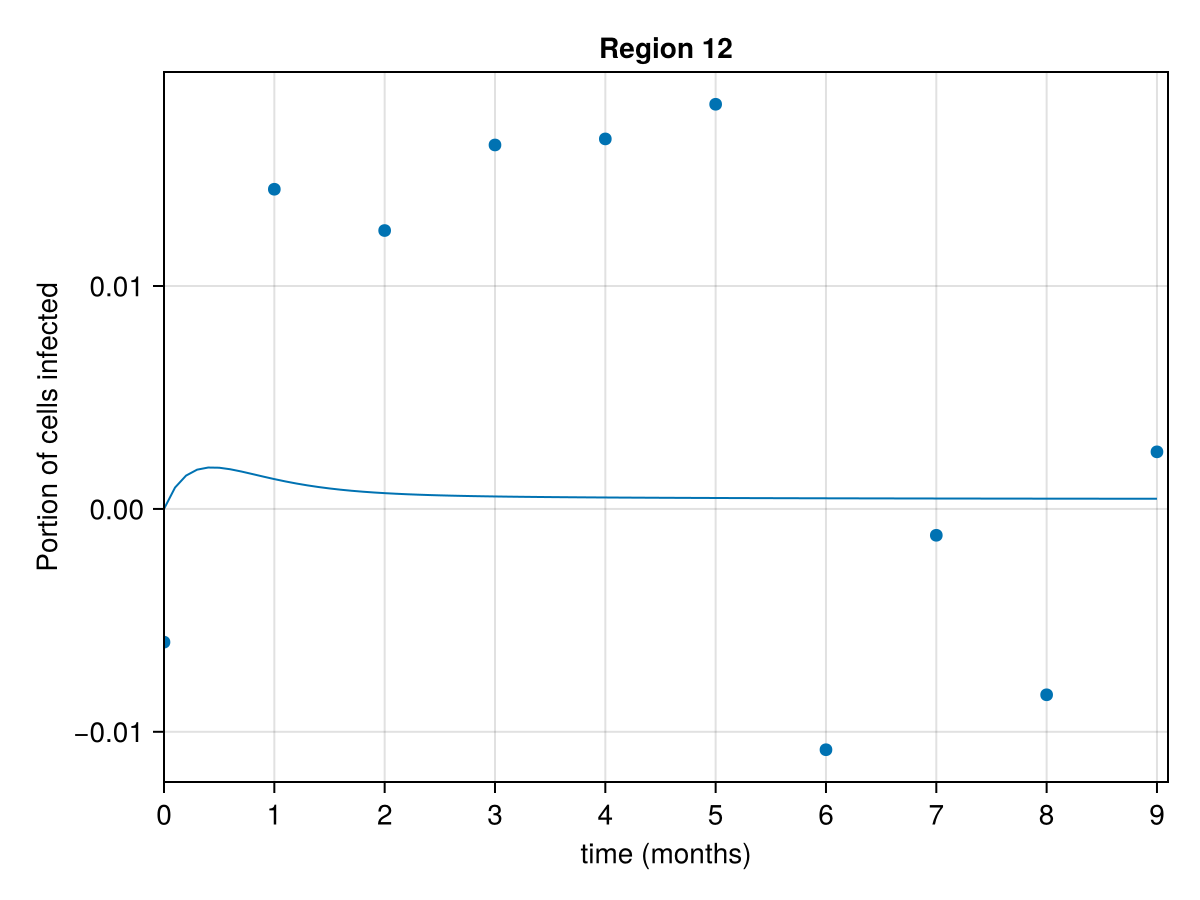 Region 12
Portion of cells infected
0.01
0.00
−0.01
0 1 2 3 4 5 6 7 8 9
time (months)